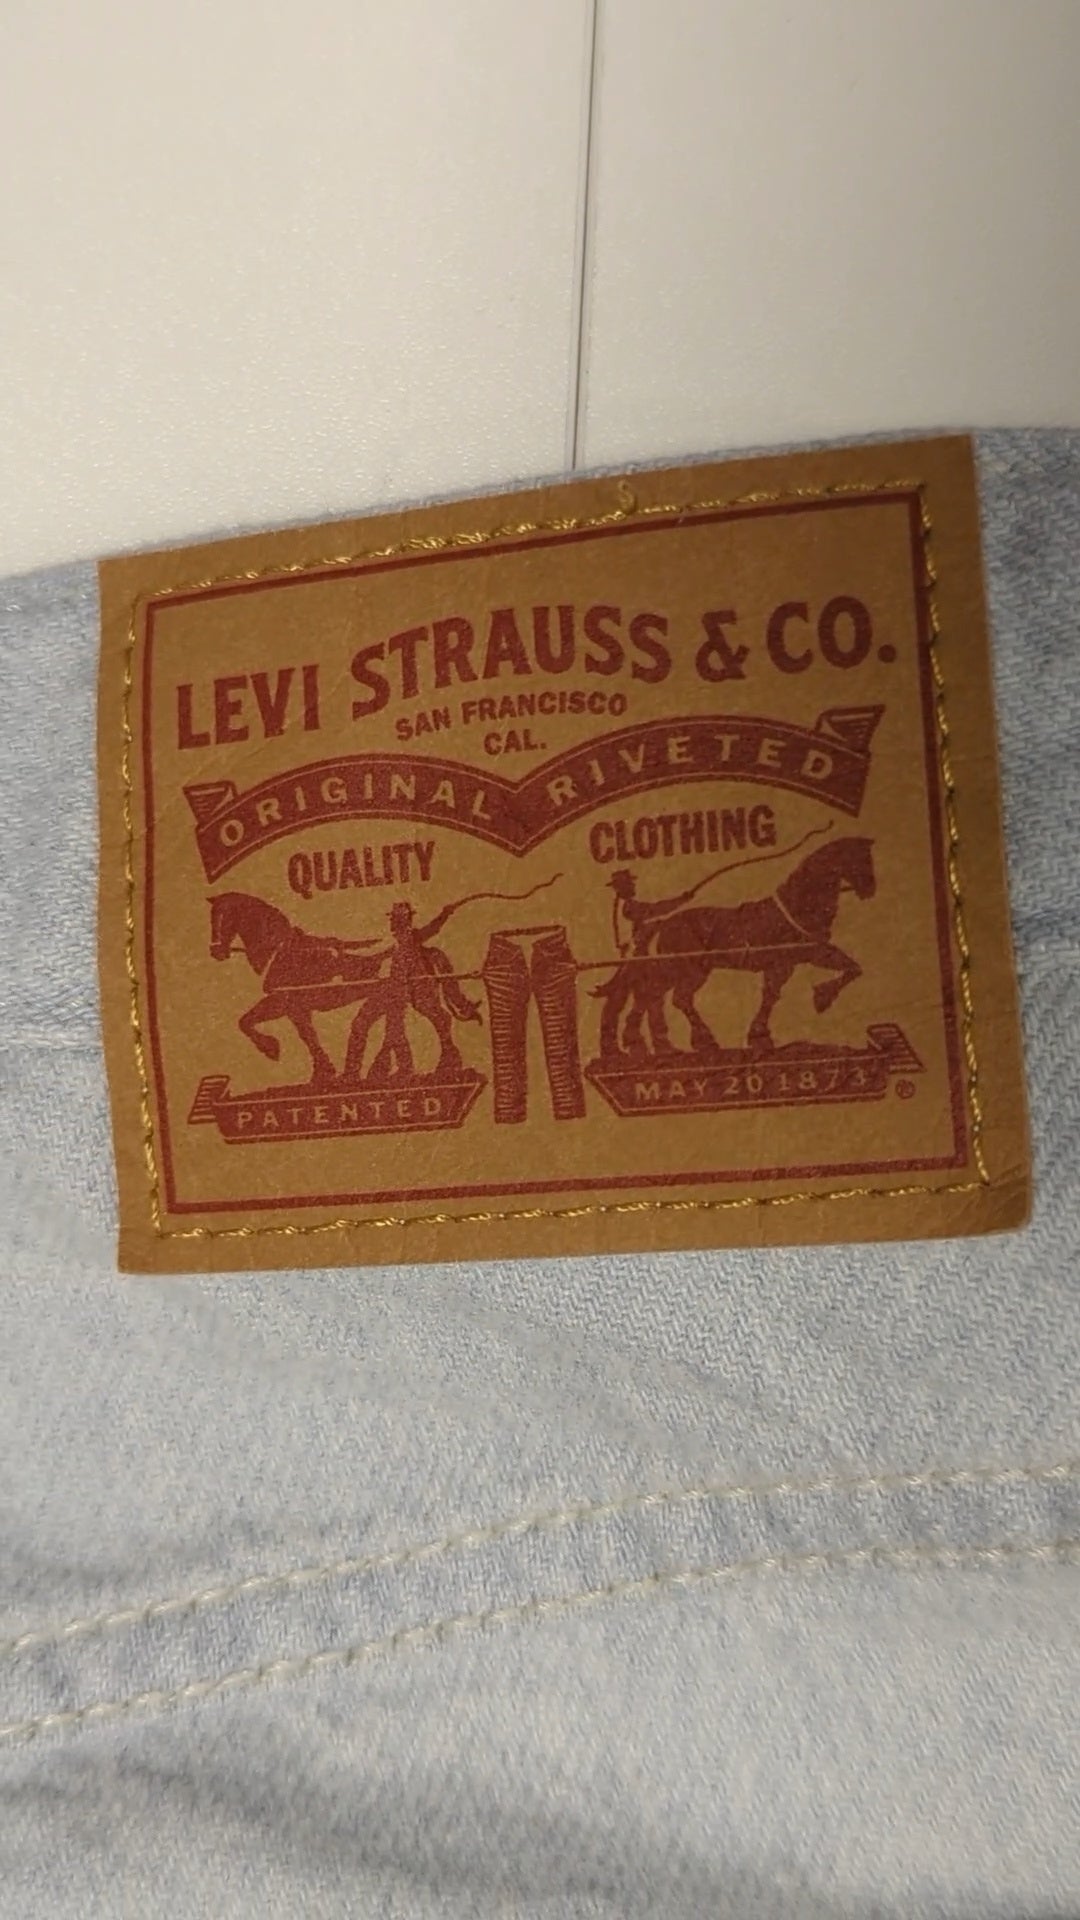 LEVI STRAUSS & CO.
SAN FRANCISCO
CAL.
ORIGINAL RIVETED
QUALITY CLOTHING
PATENTED MAY 20 1873 ®